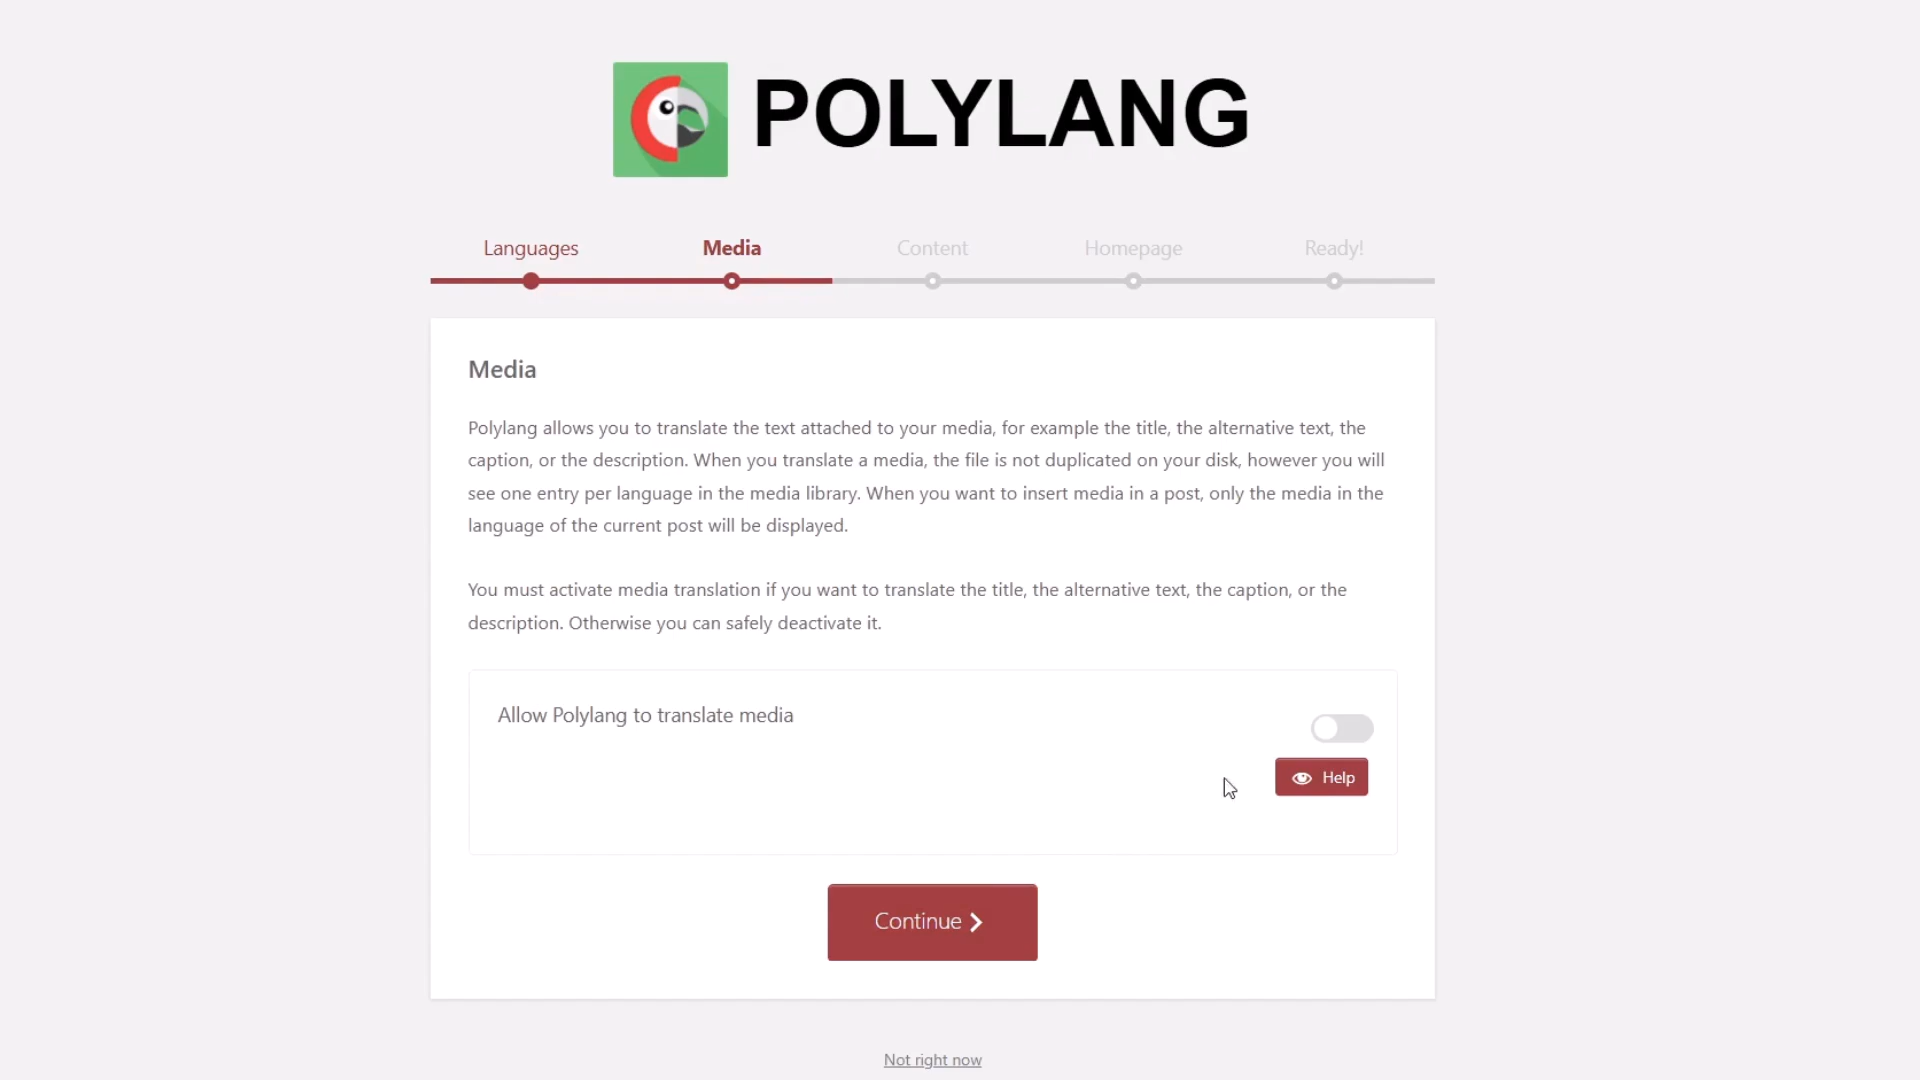 POLYLANG
Languages
Media
Content
Homepage
Ready!
Media
Polylang allows you to translate the text attached to your media, for example the title, the alternative text, the
caption, or the description. When you translate a media, the file is not duplicated on your disk, however you will
see one entry per language in the media library. When you want to insert media in a post, only the media in the
language of the current post will be displayed.
You must activate media translation if you want to translate the title, the alternative text, the caption, or the
description. Otherwise you can safely deactivate it.
Allow Polylang to translate media
Help
Continue
Not right now